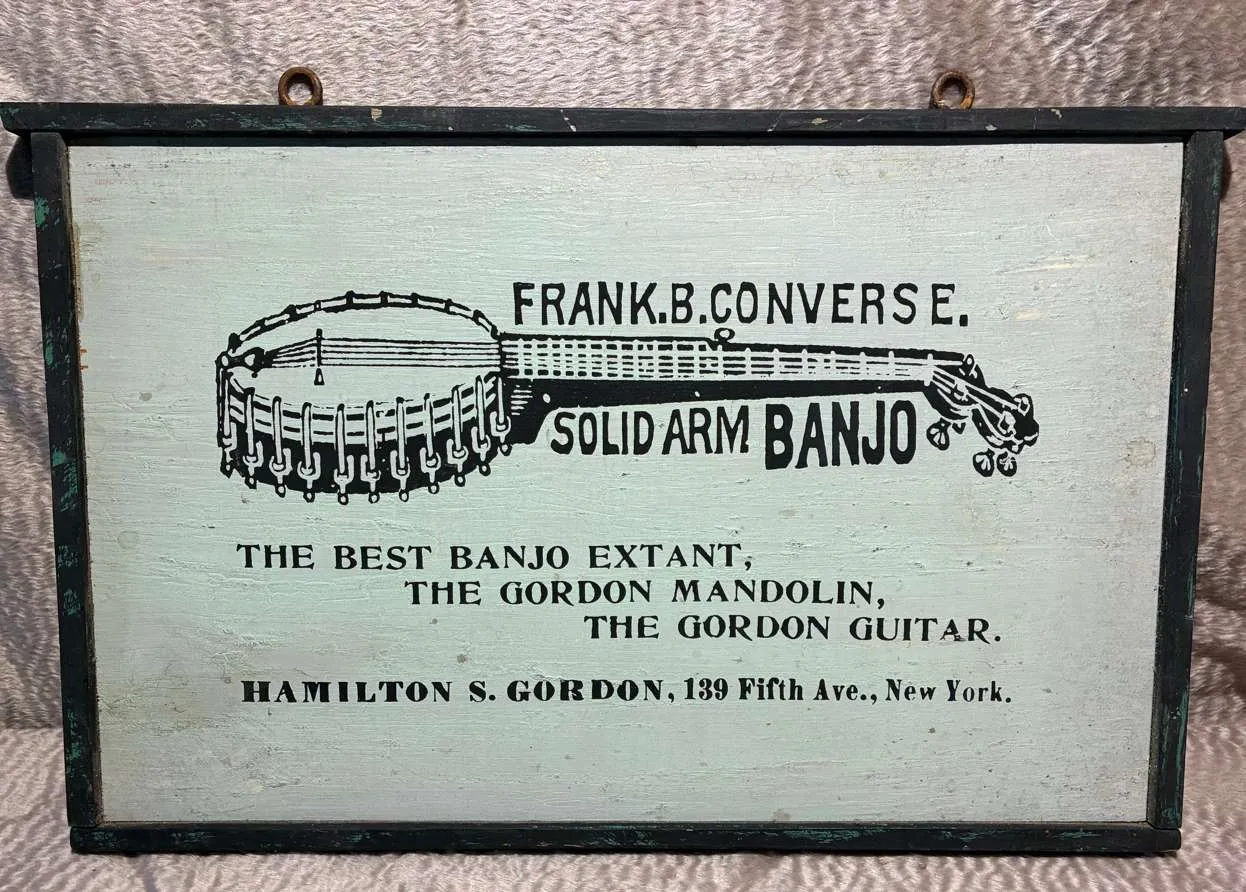 FRANK.B.CONVERSE.
SOLID ARM BANJO
THE BEST BANJO EXTANT,
THE GORDON MANDOLIN,
THE GORDON GUITAR.
HAMILTON S. GORDON, 139 Fifth Ave., New York.